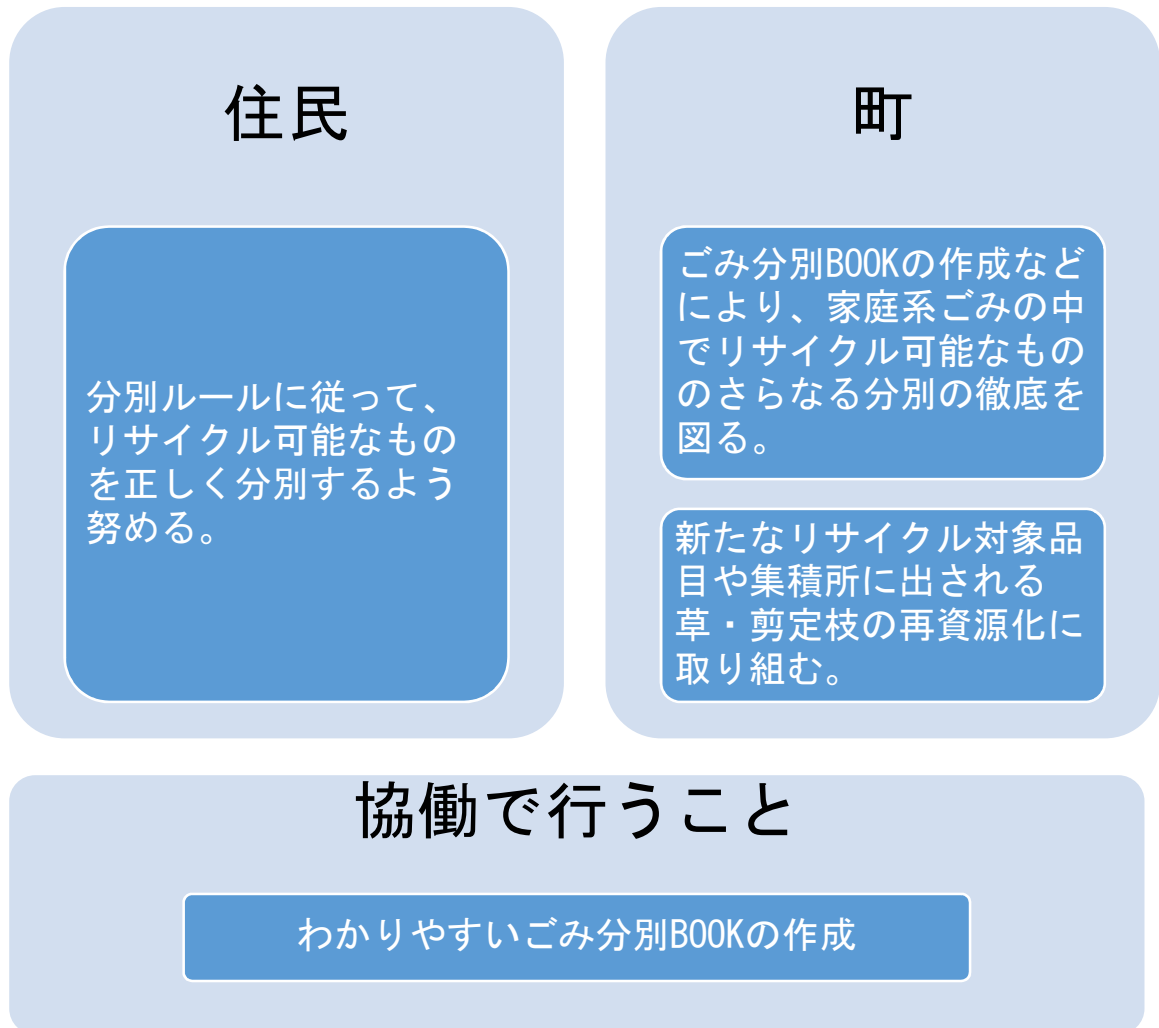 住民
分別ルールに従って、
リサイクル可能なもの
を正しく分別するよう
努める。
町
ごみ分別BOOKの作成など
により、家庭系ごみの中
でリサイクル可能なもの
のさらなる分別の徹底を
図る。
新たなリサイクル対象品
目や集積所に出される
草・剪定枝の再資源化に
取り組む。
協働で行うこと
わかりやすいごみ分別BOOKの作成